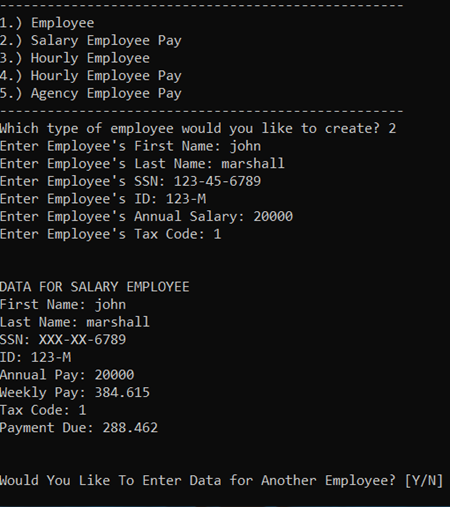 ---------------------------------------------
1.) Employee
2.) Salary Employee Pay
3.) Hourly Employee
4.) Hourly Employee Pay
5.) Agency Employee Pay
---------------------------------------------
Which type of employee would you like to create? 2
Enter Employee's First Name: john
Enter Employee's Last Name: marshall
Enter Employee's SSN: 123-45-6789
Enter Employee's ID: 123-M
Enter Employee's Annual Salary: 20000
Enter Employee's Tax Code: 1
DATA FOR SALARY EMPLOYEE
First Name: john
Last Name: marshall
SSN: XXX-XX-6789
ID: 123-M
Annual Pay: 20000
Weekly Pay: 384.615
Tax Code: 1
Payment Due: 288.462
Would You Like To Enter Data for Another Employee? [Y/N]